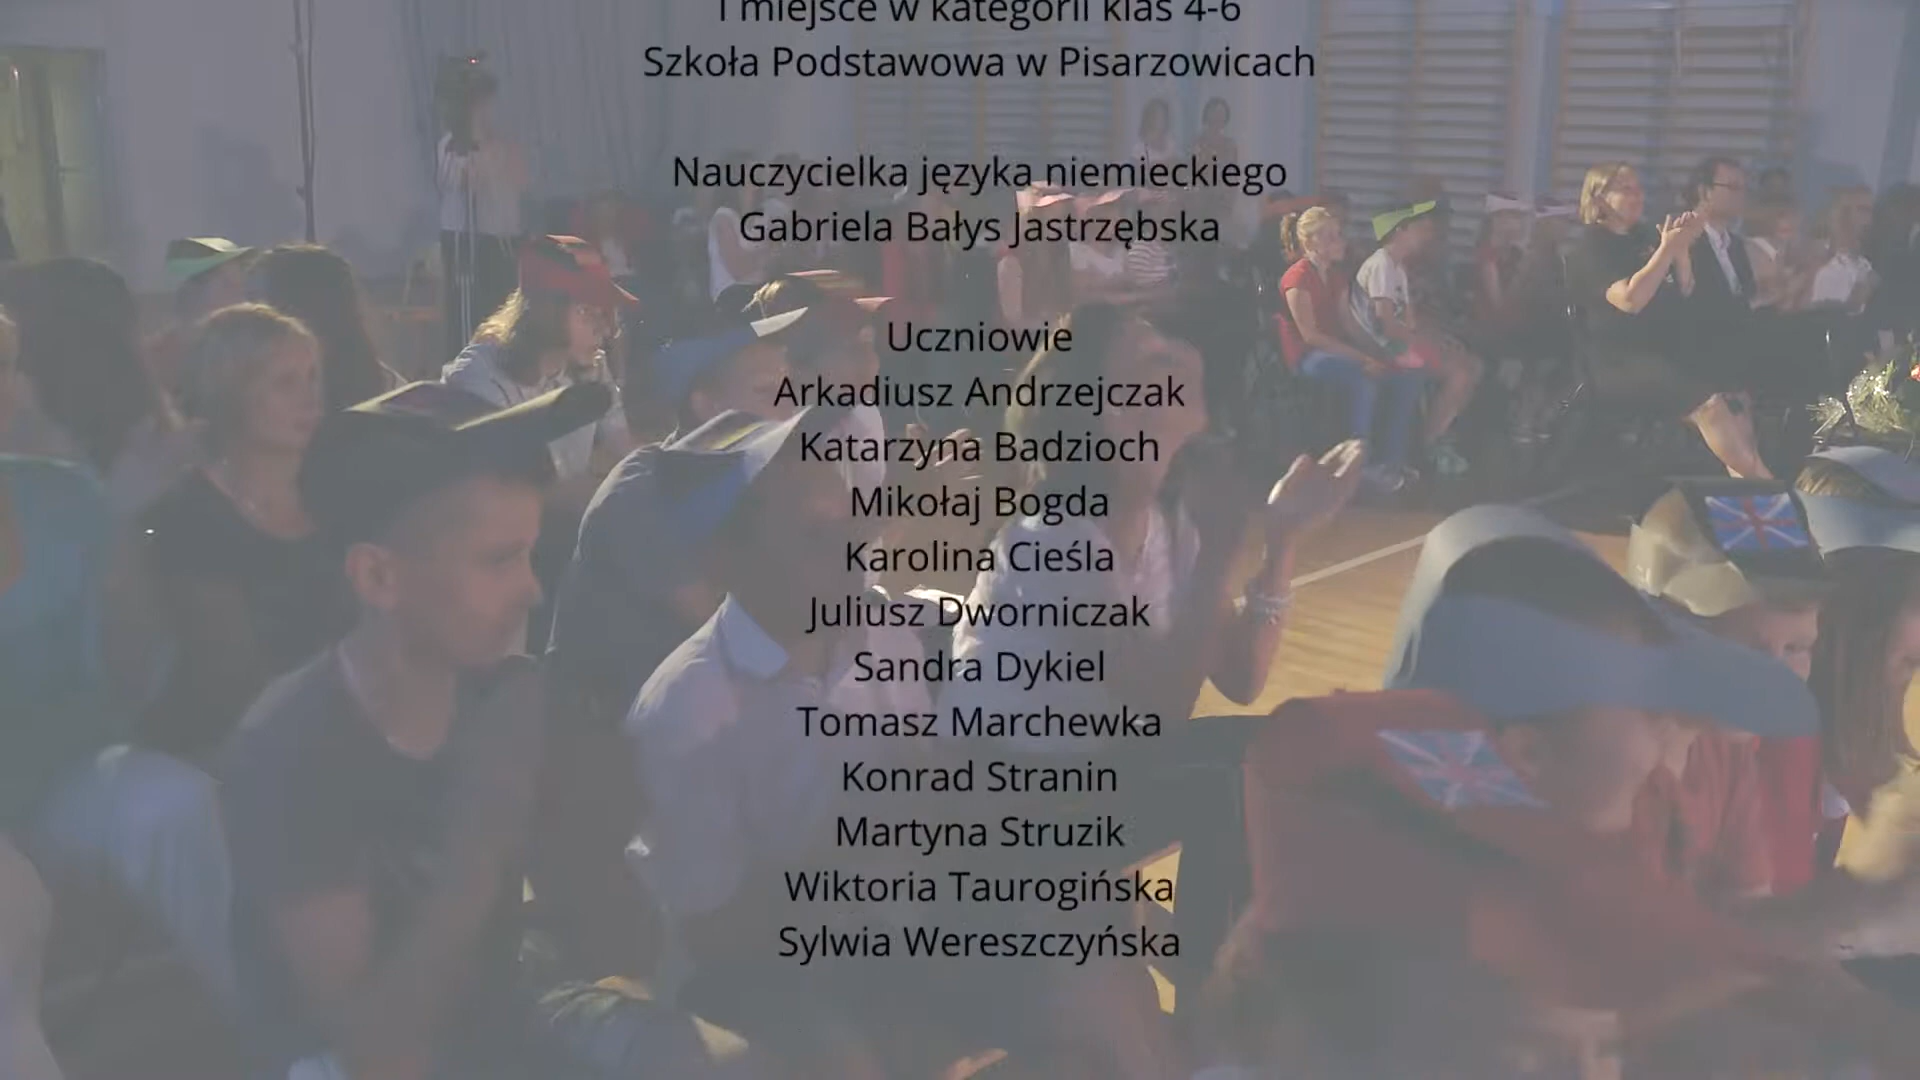 I miejsce w kategorii klas 4-6
Szkoła Podstawowa w Pisarzowicach
Nauczycielka języka niemieckiego
Gabriela Bałys Jastrzębska
Uczniowie
Arkadiusz Andrzejczak
Katarzyna Badzioch
Mikołaj Bogda
Karolina Cieśla
Juliusz Dworniczak
Sandra Dykiel
Tomasz Marchewka
Konrad Stranin
Martyna Struzik
Wiktoria Taurogińska
Sylwia Wereszczyńska